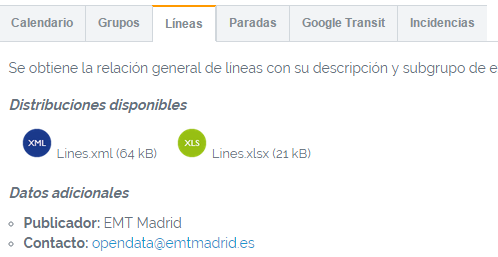 Calendario Grupos Líneas Paradas Google Transit Incidencias
Se obtiene la relación general de líneas con su descripción y subgrupo de e
Distribuciones disponibles
XML Lines.xml (64 kB) XLS Lines.xlsx (21 kB)
Datos adicionales
Publicador: EMT Madrid
Contacto: opendata@emtmadrid.es